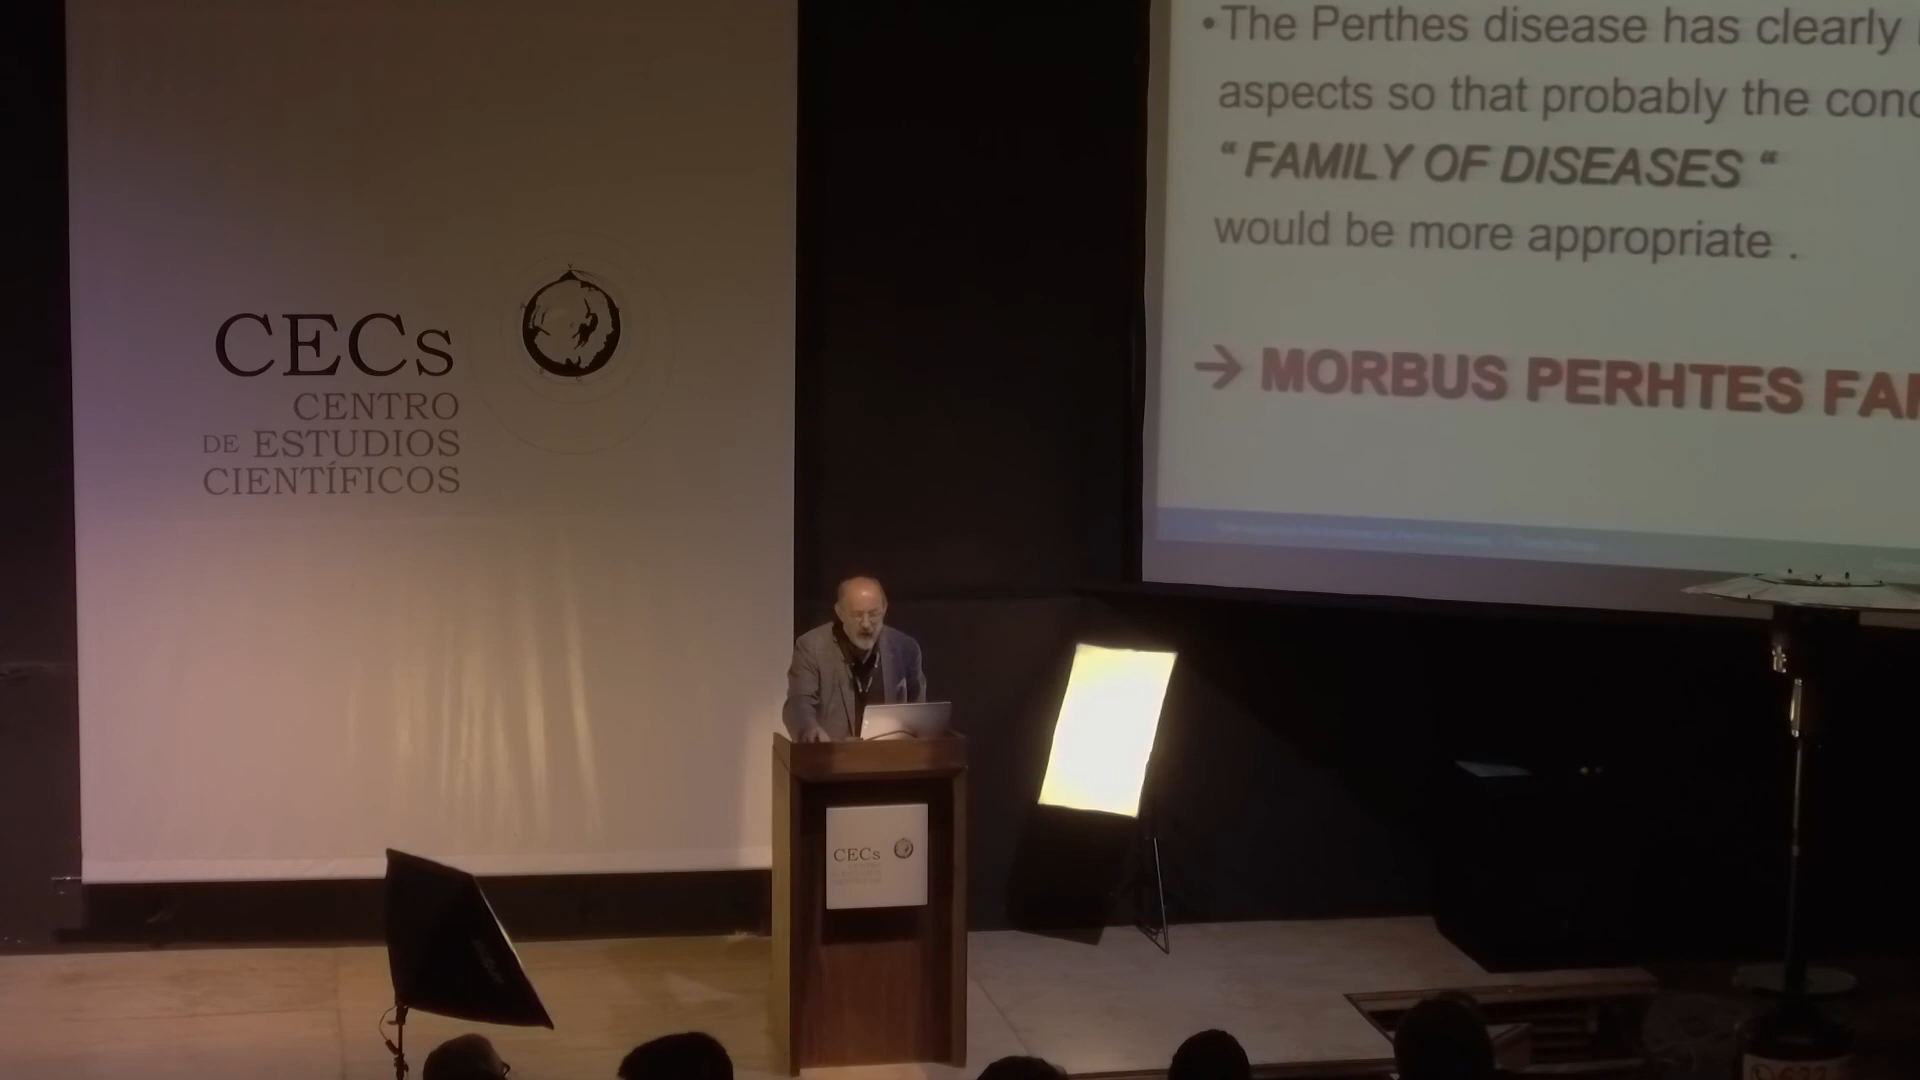 CECs
CENTRO
DE ESTUDIOS
CIENTÍFICOS
•The Perthes disease has clearly
aspects so that probably the conc
“ FAMILY OF DISEASES “
would be more appropriate .
→ MORBUS PERHTES FAM
CECs